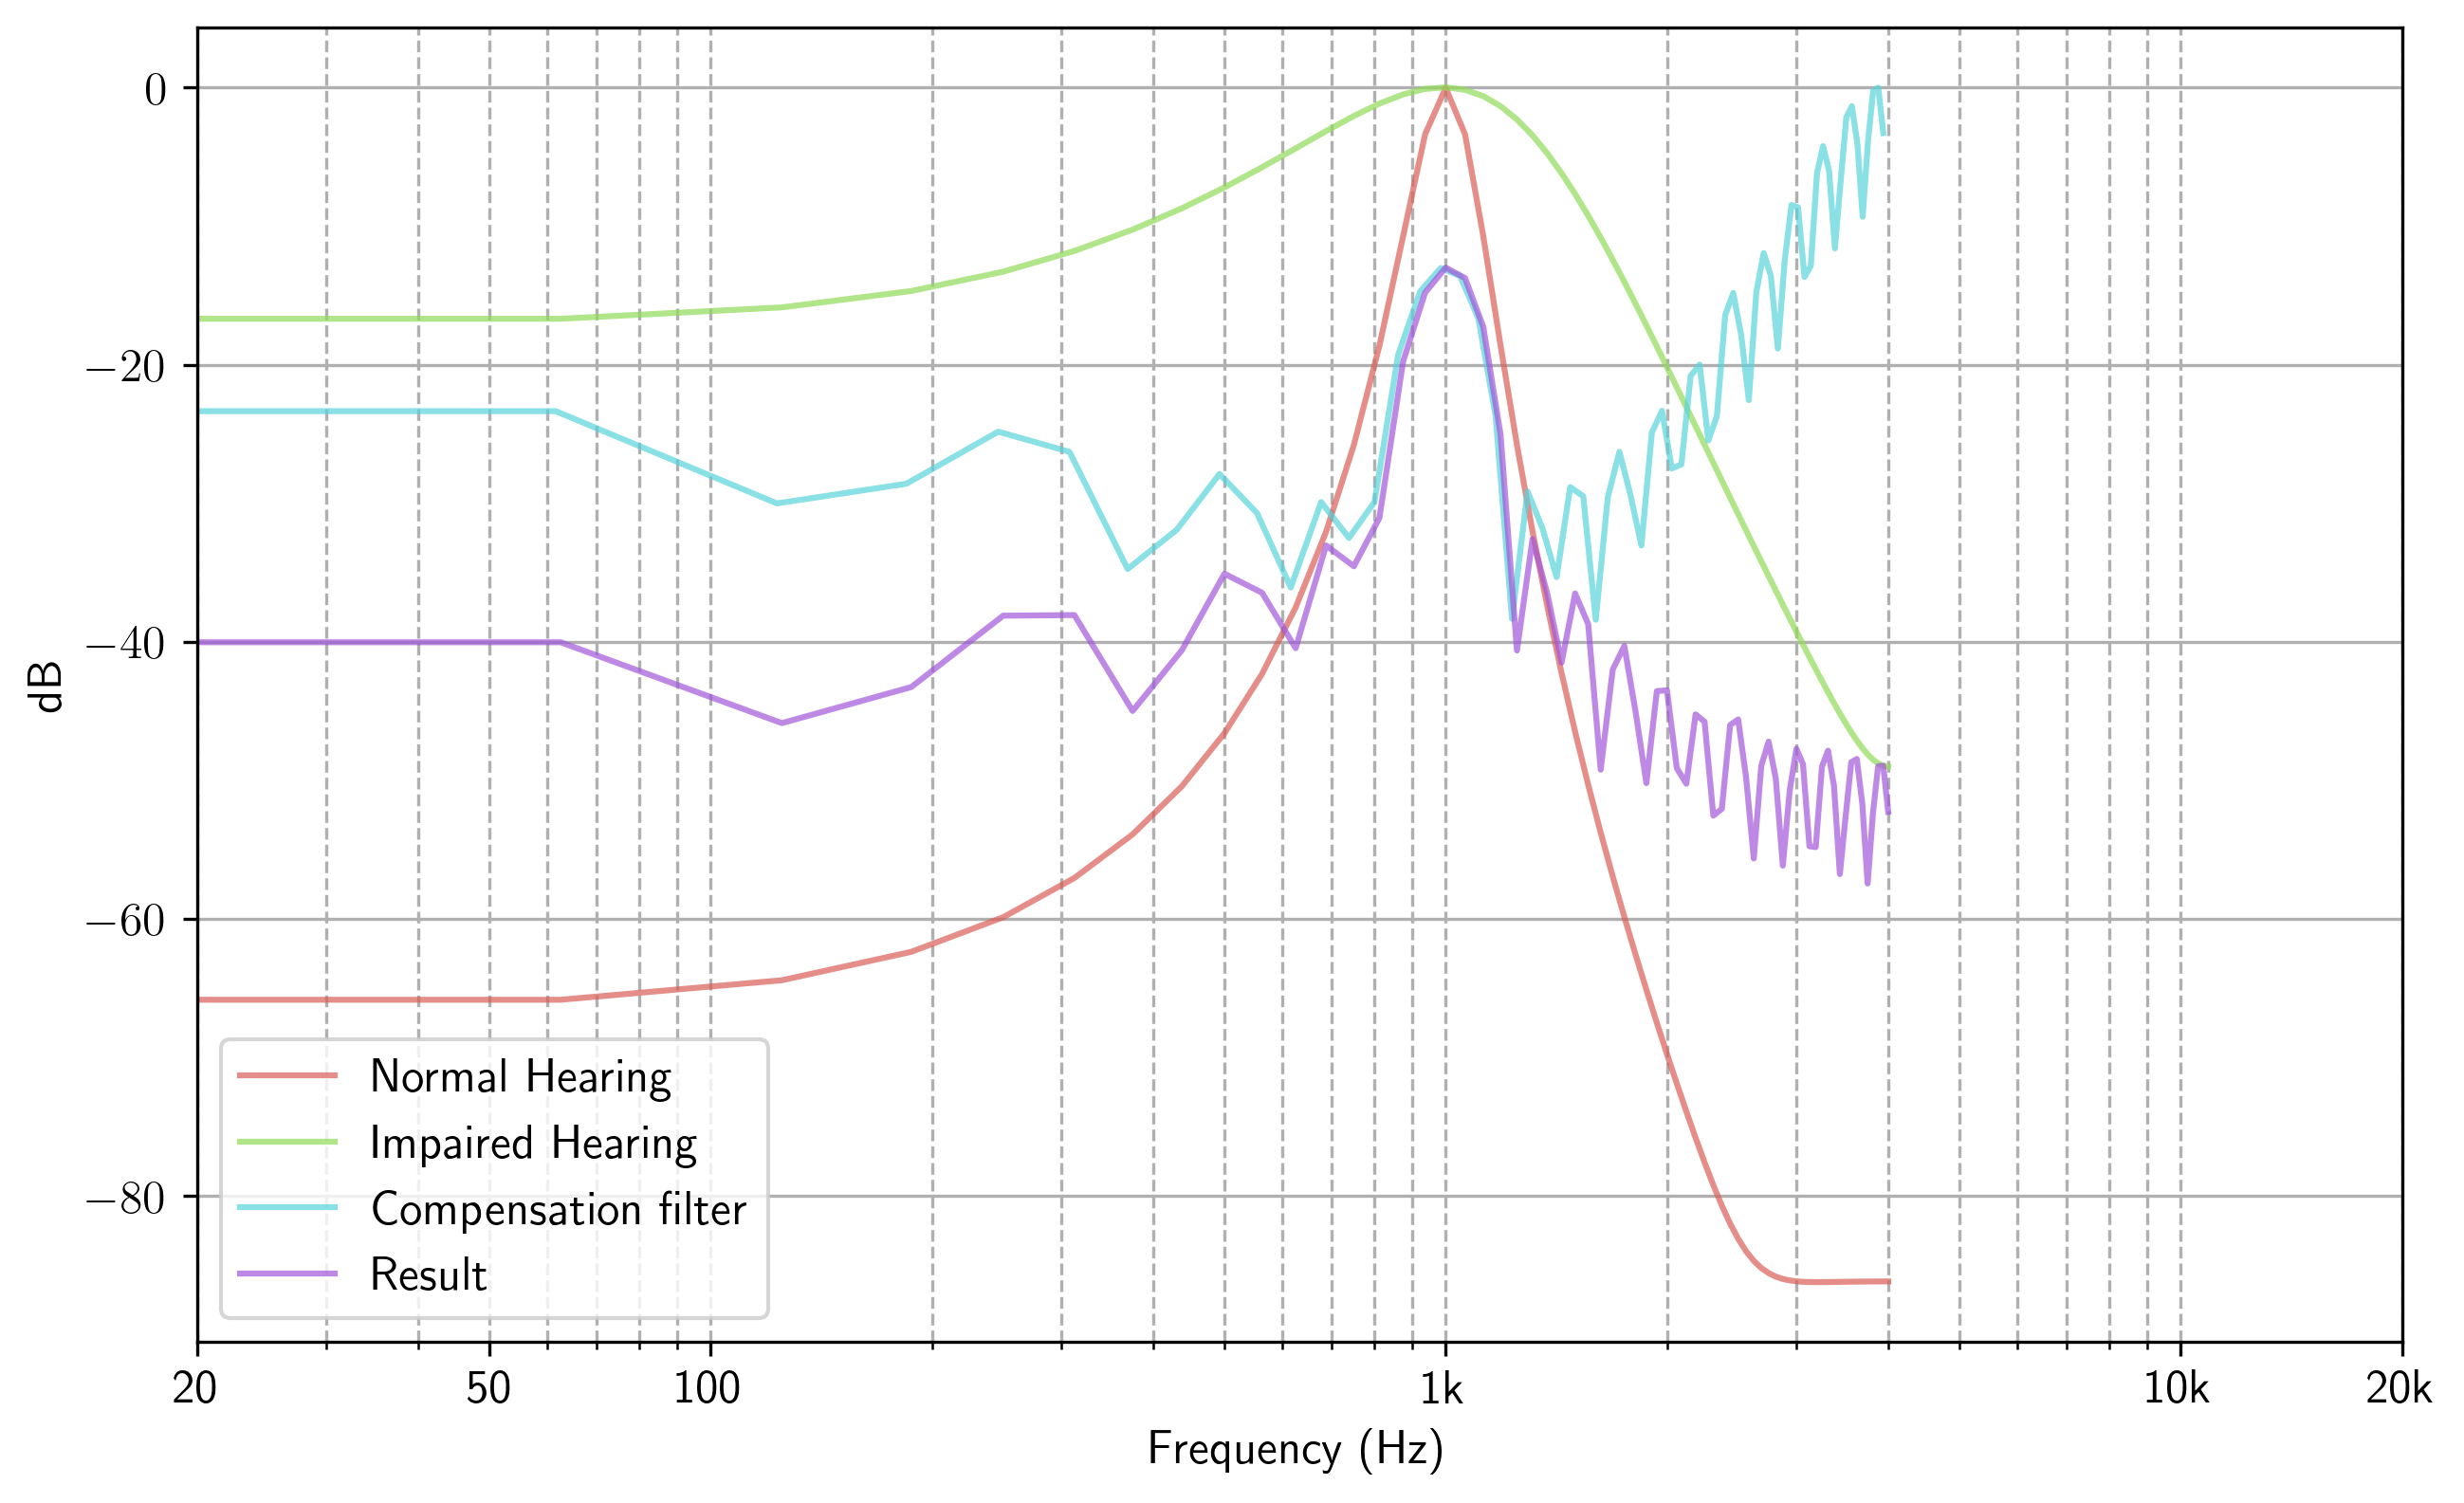 0
−20
−40
−60
−80
dB
Normal Hearing
Impaired Hearing
Compensation filter
Result
20 50 100 1k 10k 20k
Frequency (Hz)